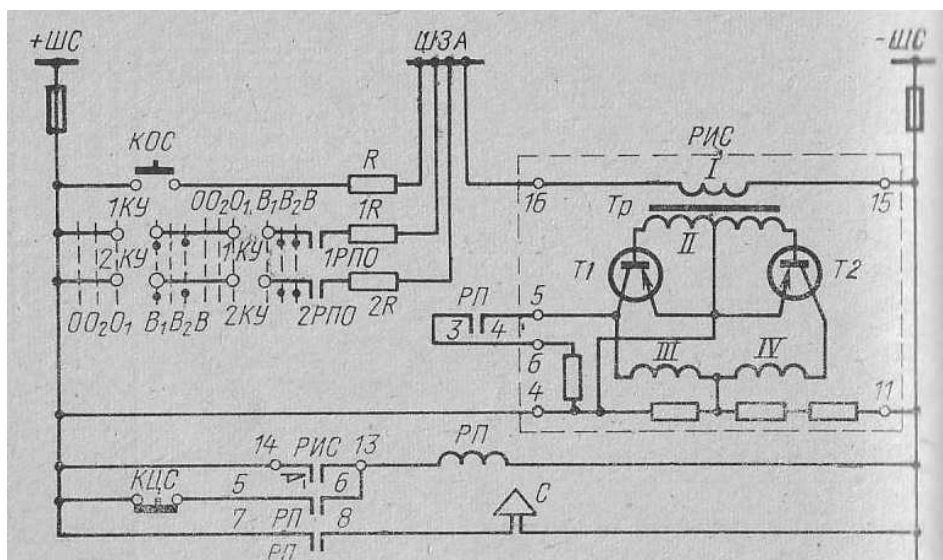 +ШС ШЗА -ШС
КОС R РИС
I
1КУ ОО₂О₁ В₁В₂В 1R 16 Тр 15
II
2КУ 1КУ 1РПО Т1 Т2
РП 5
ОО₂О₁ В₁В₂В 2КУ 2РПО 2R 3 4
6 III IV
4 11
14 РИС 13 РП
КЦС 5 6 С
7 РП 8
РП